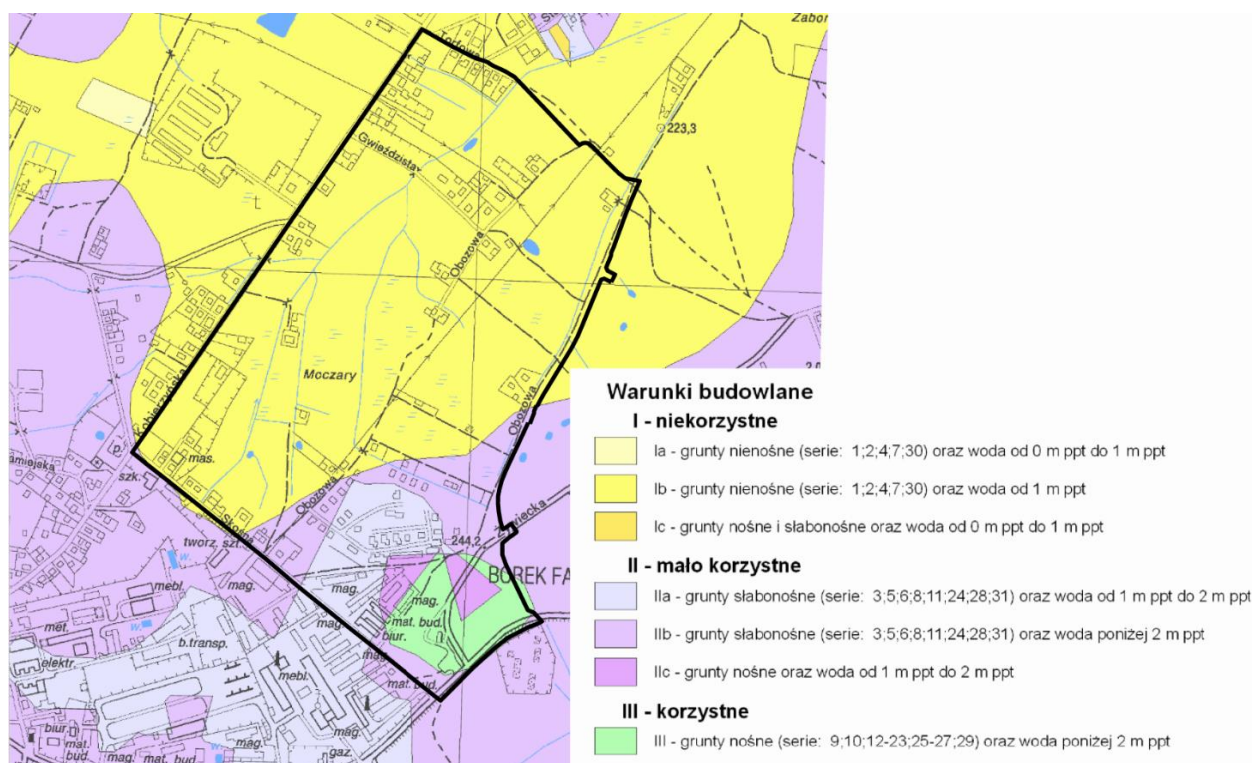 Torfowa
Zabor
223,3
Gwieździsta
Obozowa
Kobierzyńska
Moczary
Obozowa
p.
mas.
szk.
Skośna
Obozowa
244,2
tworz. szt.
BOREK FA
mag.
w.
mebl.
mag.
mag.
mag.
mat. bud.
biur.
met.
b.transp.
mag.
mag.
elektr.
mebl.
mat. bud.
biur.
mat.
bud.
mag.
mat. bud.
mag.
gaz.
mag.
Warunki budowlane
I - niekorzystne
Ia - grunty nienośne (serie: 1;2;4;7;30) oraz woda od 0 m ppt do 1 m ppt
Ib - grunty nienośne (serie: 1;2;4;7;30) oraz woda od 1 m ppt
Ic - grunty nośne i słabonośne oraz woda od 0 m ppt do 1 m ppt
II - mało korzystne
IIa - grunty słabonośne (serie: 3;5;6;8;11;24;28;31) oraz woda od 1 m ppt do 2 m ppt
IIb - grunty słabonośne (serie: 3;5;6;8;11;24;28;31) oraz woda poniżej 2 m ppt
IIc - grunty nośne oraz woda od 1 m ppt do 2 m ppt
III - korzystne
III - grunty nośne (serie: 9;10;12-23;25-27;29) oraz woda poniżej 2 m ppt